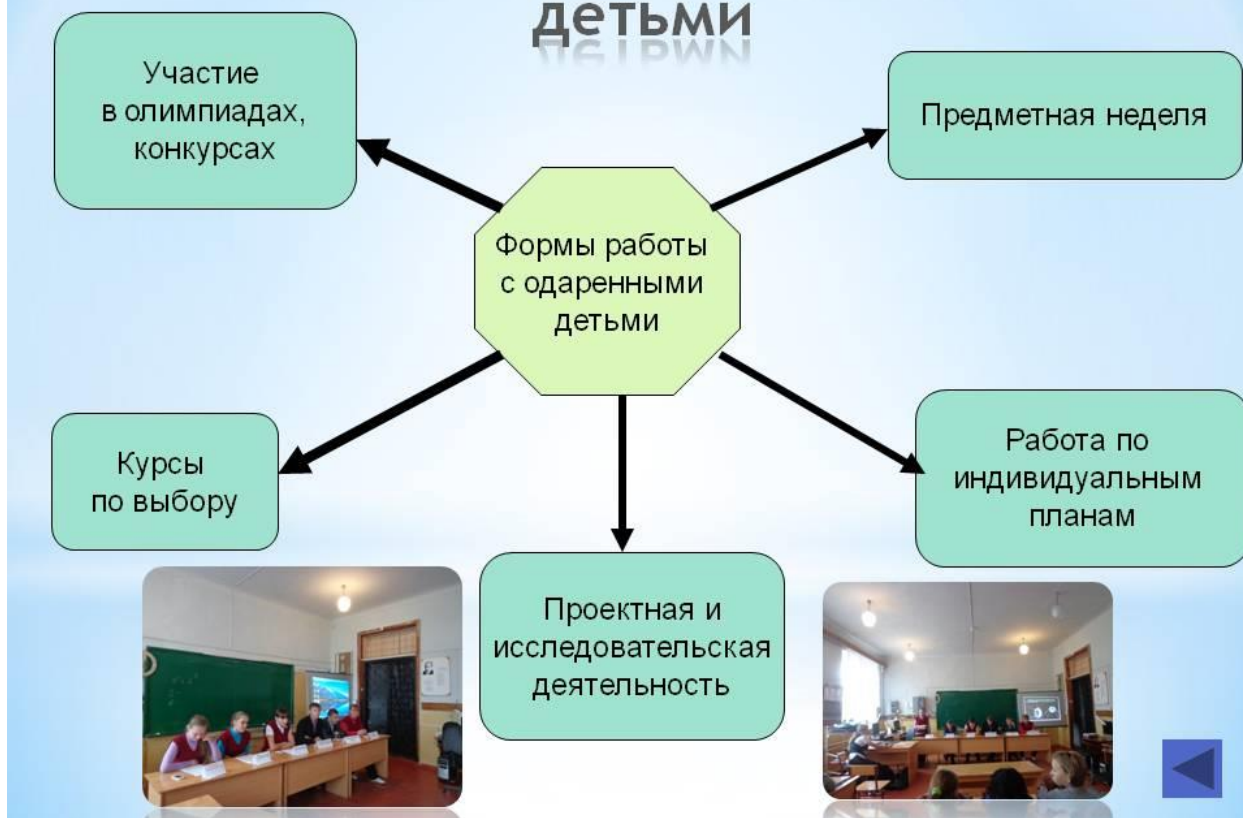 детьми
Участие
в олимпиадах,
конкурсах
Предметная неделя
Формы работы
с одаренными
детьми
Курсы
по выбору
Работа по
индивидуальным
планам
Проектная и
исследовательская
деятельность